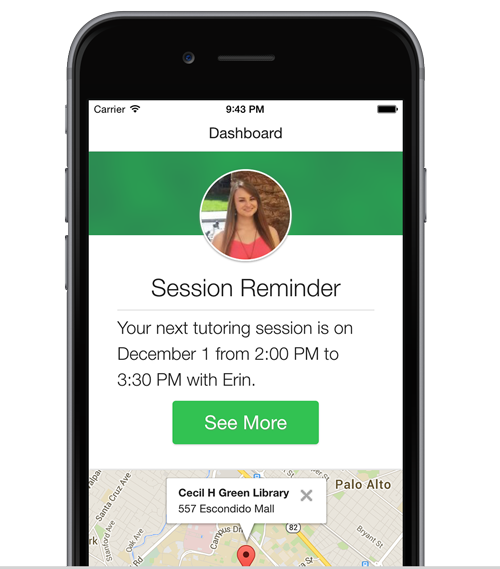 Carrier 9:43 PM
Dashboard
Session Reminder
Your next tutoring session is on
December 1 from 2:00 PM to
3:30 PM with Erin.
See More
Cecil H Green Library
557 Escondido Mall
Palo Alto
Santa Cruz Ave
Stanford Ave
Oak Ave
Campus Dr
82
Bryant St